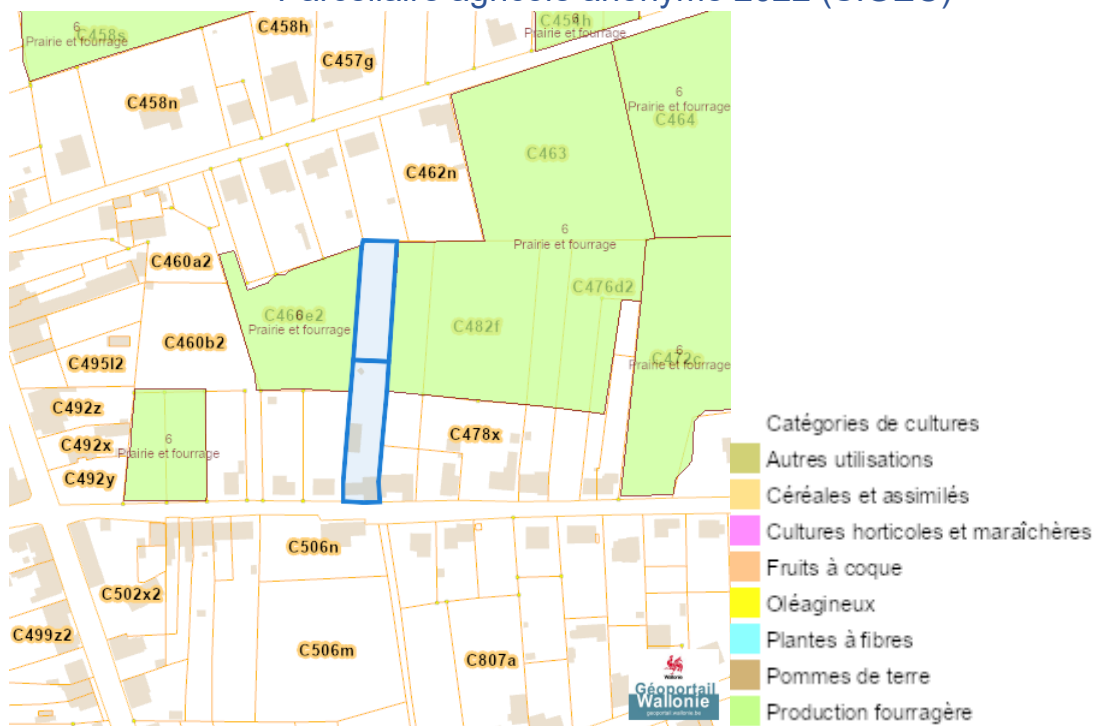 Parcellaire agricole anonyme 2022 (SIGEC)
C458s
6
Prairie et fourrage
C458h
6
Prairie et fourrage
C457g
C458n
6
Prairie et fourrage
C464
C463
C462n
6
Prairie et fourrage
C460a2
C476d2
C466e2
6
Prairie et fourrage
C482f
C460b2
6
C472c
Prairie et fourrage
C495l2
C492z
C478x
C492x
6
Prairie et fourrage
C492y
C506n
C502x2
C499z2
C506m
C807a
Wallonie
Géoportail
Wallonie
geoportail.wallonie.be
Catégories de cultures
Autres utilisations
Céréales et assimilés
Cultures horticoles et maraîchères
Fruits à coque
Oléagineux
Plantes à fibres
Pommes de terre
Production fourragère